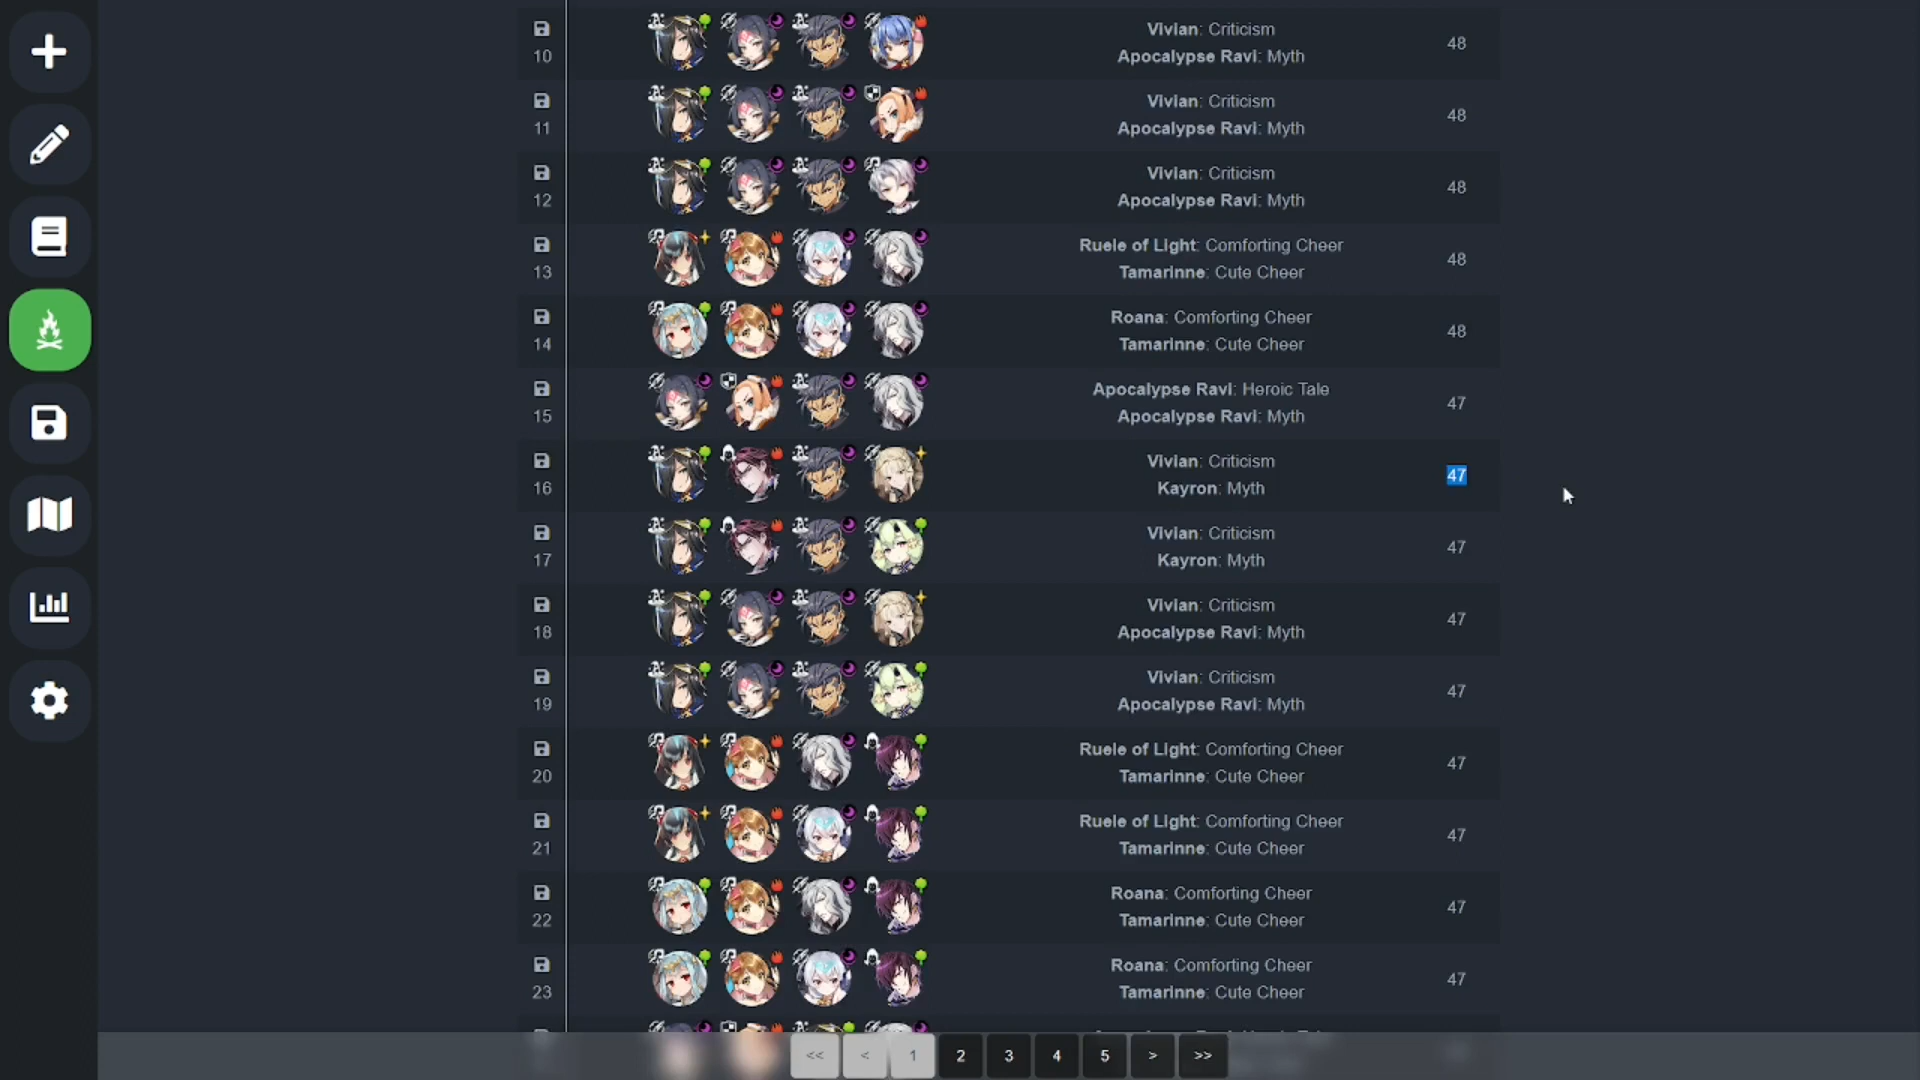 10
Vivian: Criticism
Apocalypse Ravi: Myth
48
11
Vivian: Criticism
Apocalypse Ravi: Myth
48
12
Vivian: Criticism
Apocalypse Ravi: Myth
48
13
Ruele of Light: Comforting Cheer
Tamarinne: Cute Cheer
48
14
Roana: Comforting Cheer
Tamarinne: Cute Cheer
48
15
Apocalypse Ravi: Heroic Tale
Apocalypse Ravi: Myth
47
16
Vivian: Criticism
Kayron: Myth
47
17
Vivian: Criticism
Kayron: Myth
47
18
Vivian: Criticism
Apocalypse Ravi: Myth
47
19
Vivian: Criticism
Apocalypse Ravi: Myth
47
20
Ruele of Light: Comforting Cheer
Tamarinne: Cute Cheer
47
21
Ruele of Light: Comforting Cheer
Tamarinne: Cute Cheer
47
22
Roana: Comforting Cheer
Tamarinne: Cute Cheer
47
23
Roana: Comforting Cheer
Tamarinne: Cute Cheer
47
<< < 1 2 3 4 5 > >>